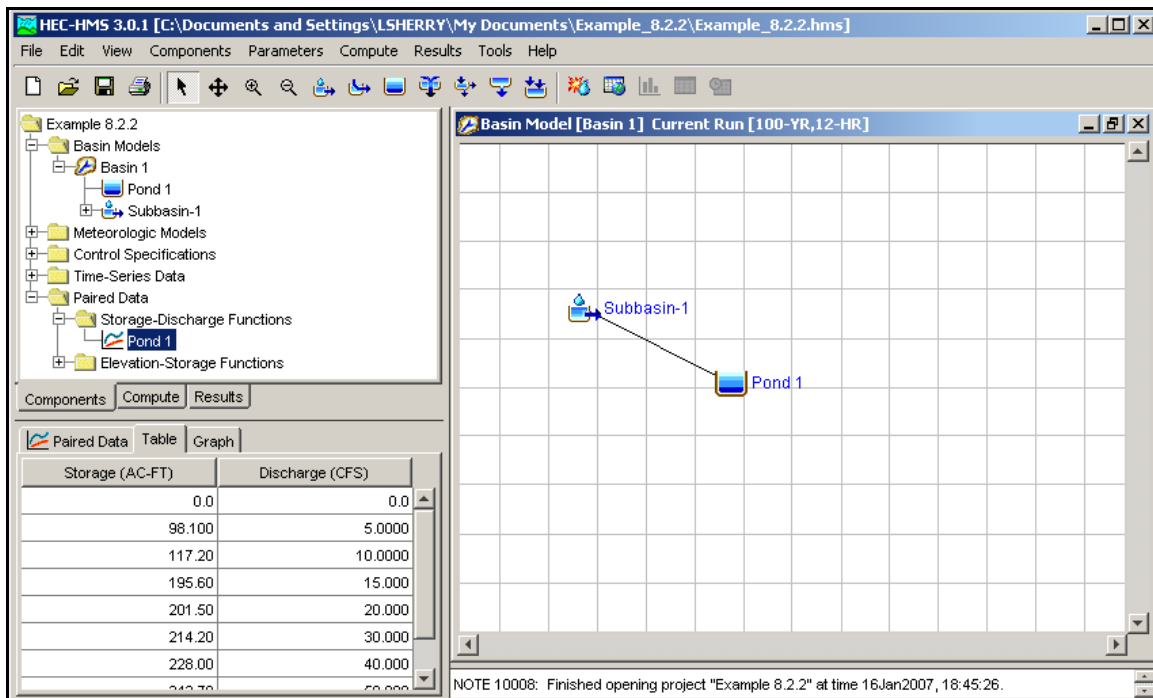 HEC-HMS 3.0.1 [C:\Documents and Settings\LSHERRY\My Documents\Example_8.2.2\Example_8.2.2.hms]
File Edit View Components Parameters Compute Results Tools Help
Example 8.2.2
Basin Models
Basin 1
Pond 1
Subbasin-1
Meteorologic Models
Control Specifications
Time-Series Data
Paired Data
Storage-Discharge Functions
Pond 1
Elevation-Storage Functions
Components Compute Results
Paired Data Table Graph
Storage (AC-FT) Discharge (CFS)
0.0 0.0
98.100 5.0000
117.20 10.0000
195.60 15.000
201.50 20.000
214.20 30.000
228.00 40.000
Basin Model [Basin 1] Current Run [100-YR,12-HR]
Subbasin-1
Pond 1
NOTE 10008: Finished opening project "Example 8.2.2" at time 16Jan2007, 18:45:26.